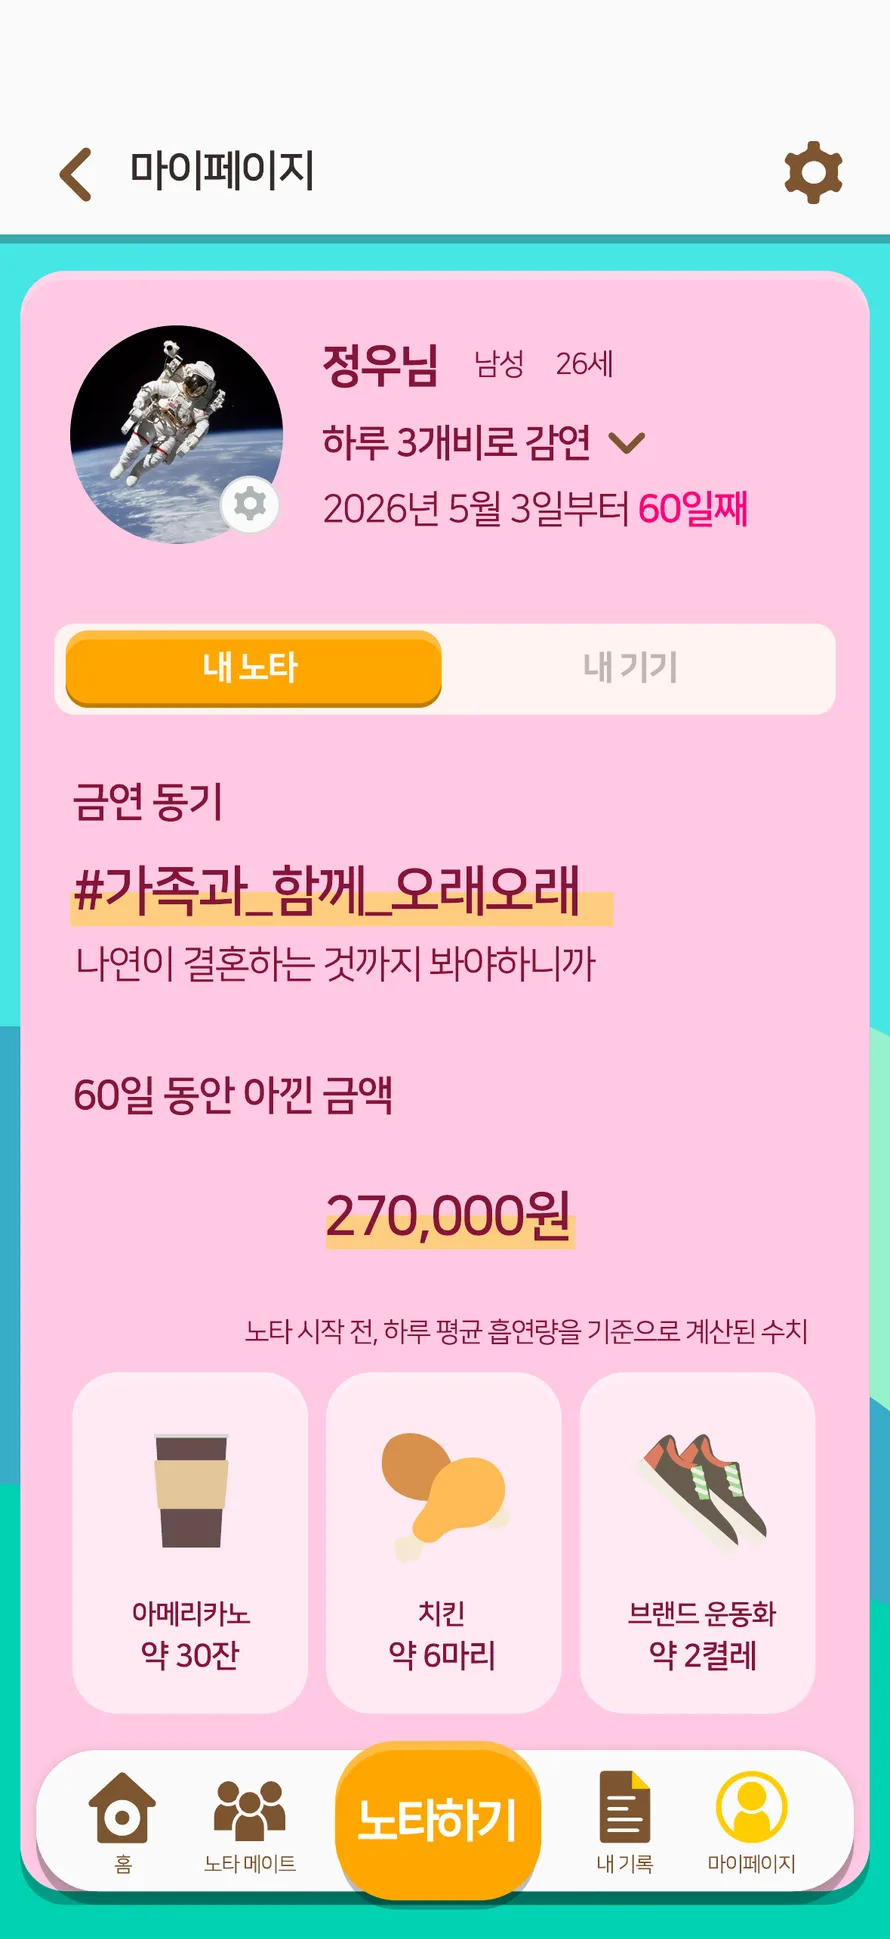 마이페이지
정우님 남성 26세
하루 3개비로 감연
2026년 5월 3일부터 60일째
내 노타 내 기기
금연 동기
#가족과_함께_오래오래
나연이 결혼하는 것까지 봐야하니까
60일 동안 아낀 금액
270,000원
노타 시작 전, 하루 평균 흡연량을 기준으로 계산된 수치
아메리카노
약 30잔
치킨
약 6마리
브랜드 운동화
약 2켤레
노타하기
홈 노타 메이트 내 기록 마이페이지